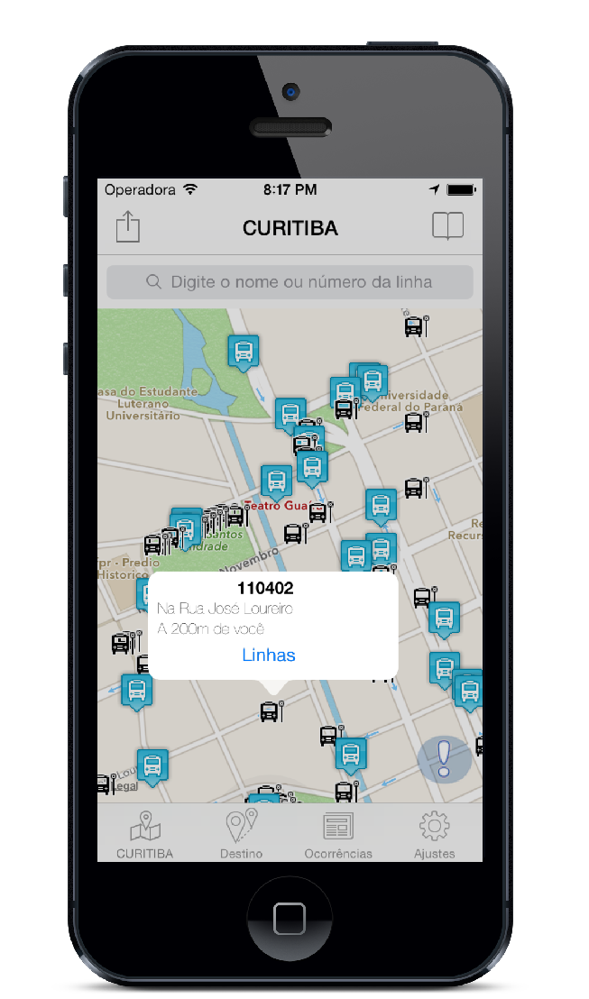 Operadora
8:17 PM
CURITIBA
Digite o nome ou número da linha
asa do Estudante
Luterano
Universitário
Universidade
Federal do Paraná
Teatro Gua
Santos
ndrade
Novembro
fpr - Predio
Historico
Re
Recurs
110402
Na Rua José Loureiro
A 200m de você
Linhas
Lou
Legal
CURITIBA
Destino
Ocorrências
Ajustes